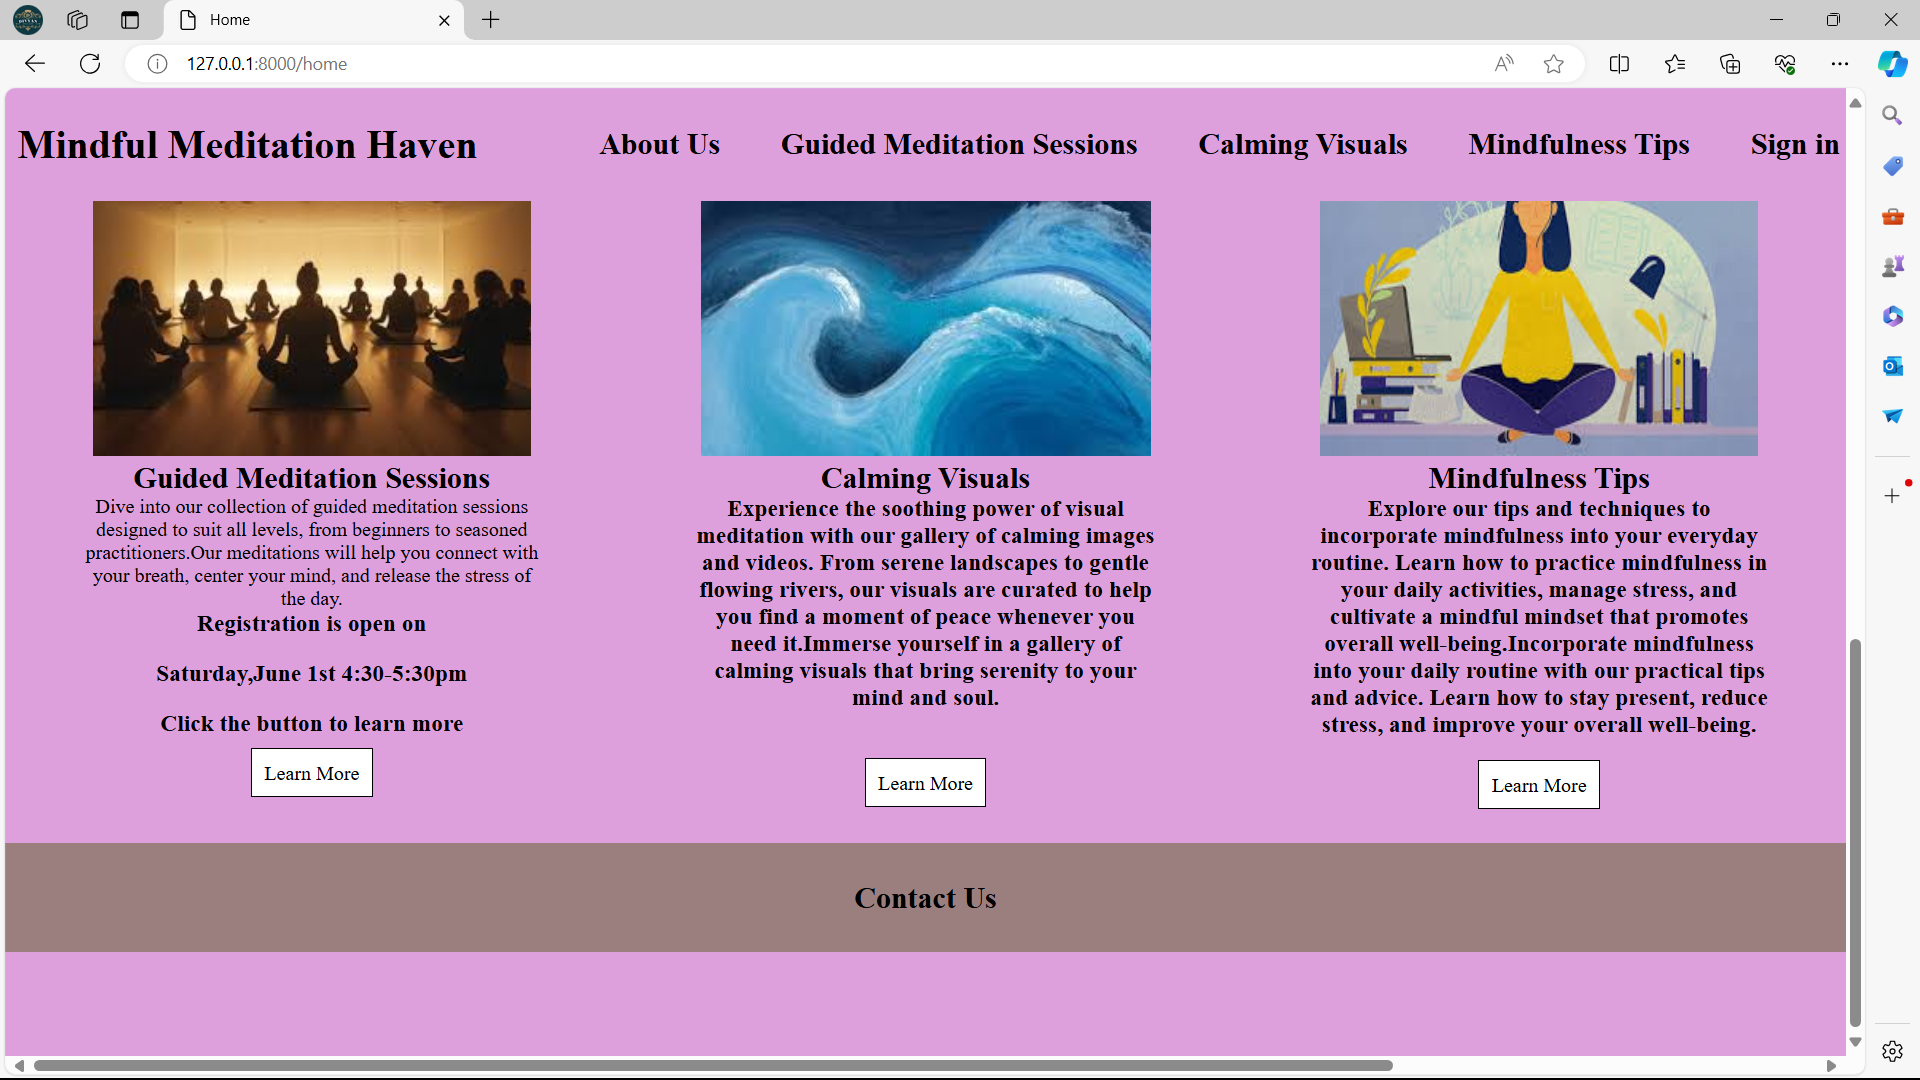 Home
127.0.0.1:8000/home
Mindful Meditation Haven
About Us
Guided Meditation Sessions
Calming Visuals
Mindfulness Tips
Sign in
Guided Meditation Sessions
Dive into our collection of guided meditation sessions
designed to suit all levels, from beginners to seasoned
practitioners.Our meditations will help you connect with
your breath, center your mind, and release the stress of
the day.
Registration is open on
Saturday,June 1st 4:30-5:30pm
Click the button to learn more
Learn More
Calming Visuals
Experience the soothing power of visual
meditation with our gallery of calming images
and videos. From serene landscapes to gentle
flowing rivers, our visuals are curated to help
you find a moment of peace whenever you
need it.Immerse yourself in a gallery of
calming visuals that bring serenity to your
mind and soul.
Learn More
Mindfulness Tips
Explore our tips and techniques to
incorporate mindfulness into your everyday
routine. Learn how to practice mindfulness in
your daily activities, manage stress, and
cultivate a mindful mindset that promotes
overall well-being.Incorporate mindfulness
into your daily routine with our practical tips
and advice. Learn how to stay present, reduce
stress, and improve your overall well-being.
Learn More
Contact Us